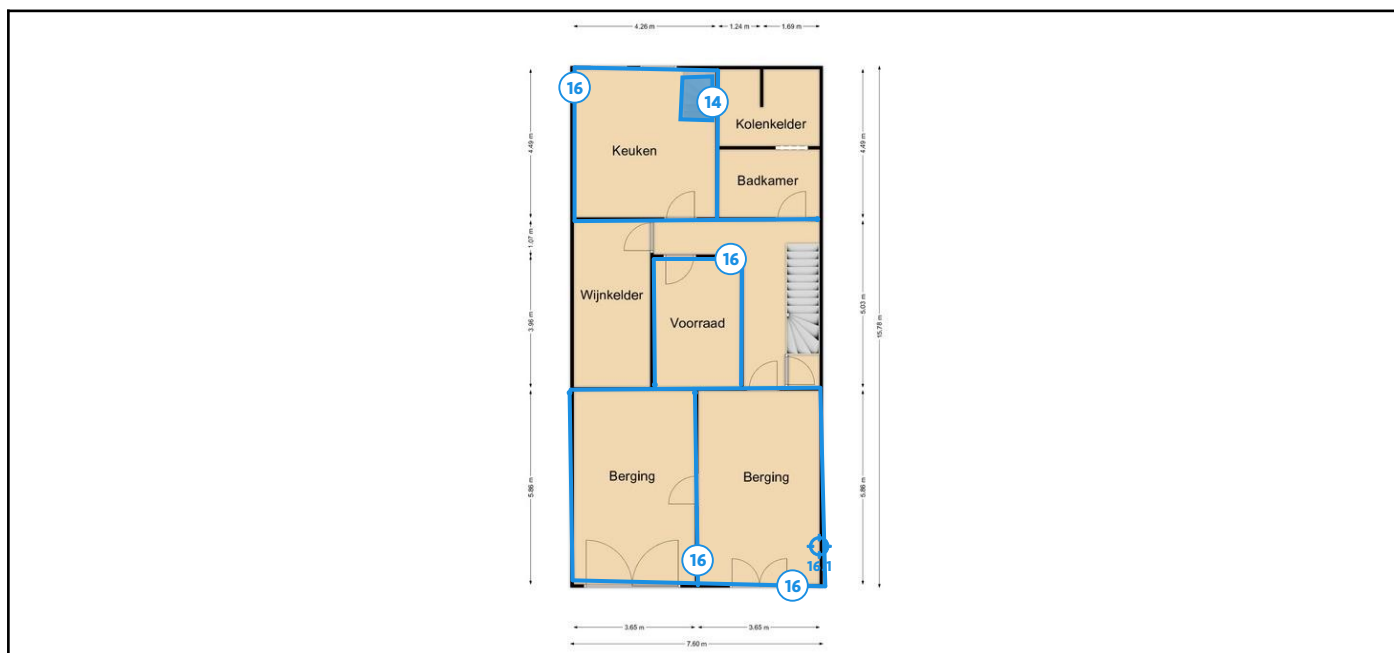 4.26 m
1.24 m
1.69 m
16
14
Kolenkelder
4.49 m
4.49 m
Keuken
Badkamer
1.07 m
16
Wijnkelder
5.03 m
Voorraad
3.96 m
15.78 m
Berging
Berging
5.86 m
5.86 m
16
16.1
16
3.65 m
3.65 m
7.60 m